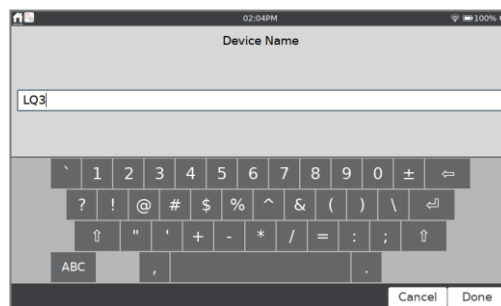 02:04PM 100%
Device Name
LQ3
` 1 2 3 4 5 6 7 8 9 0 ± ⇦
? ! @ # $ % ^ & ( ) \ ⏎
⇧ " ' + - * / = : ; ⇧
ABC , .
Cancel Done